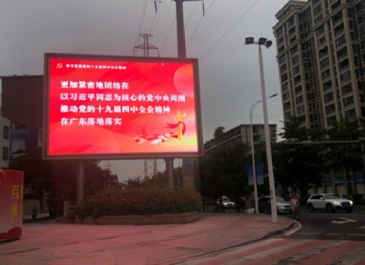 更加紧密地团结在
以习近平同志为核心的党中央周围
推动党的十九届四中全会精神
在广东落地落实